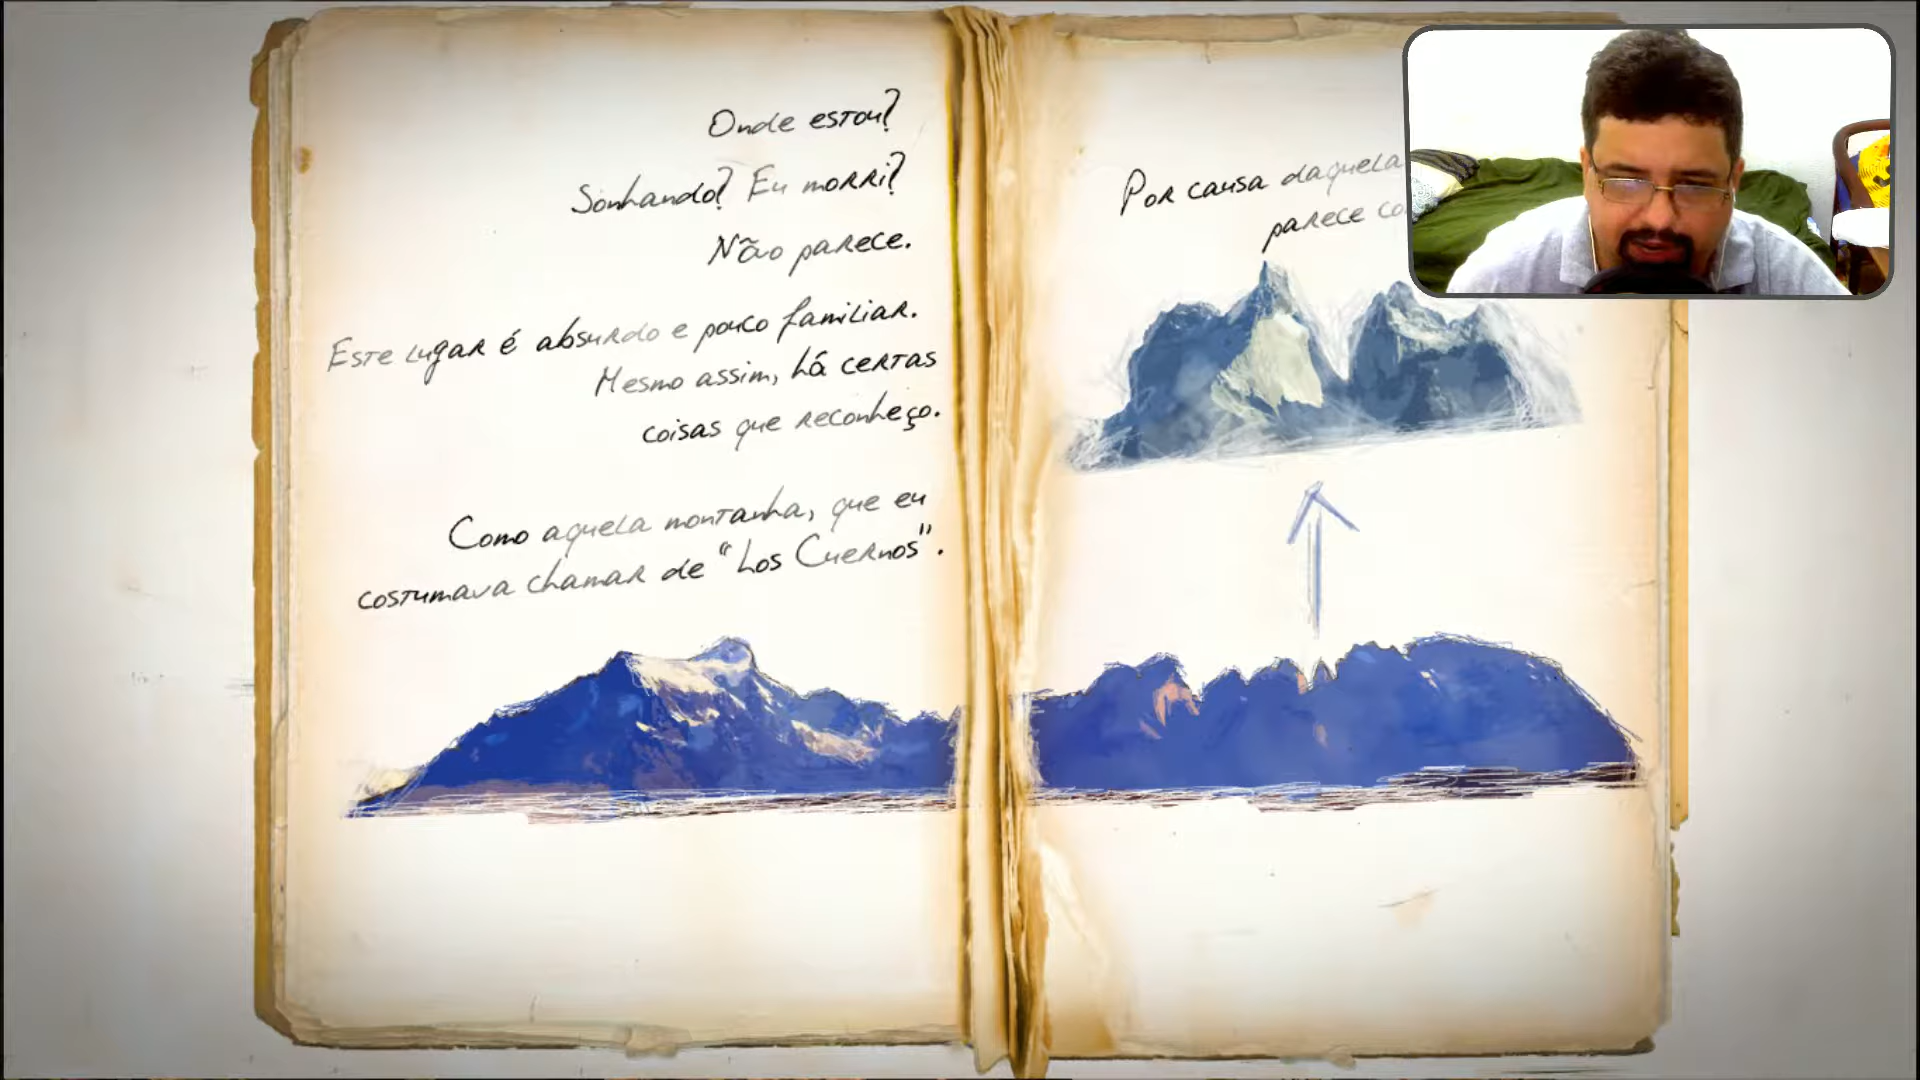 Onde estou?
Sonhando? Eu morri?
Não parece.
Este lugar é absurdo e pouco familiar.
Mesmo assim, há certas
coisas que reconheço.
Como aquela montanha, que eu
costumava chamar de "Los Cuernos".
Por causa daquela
parece